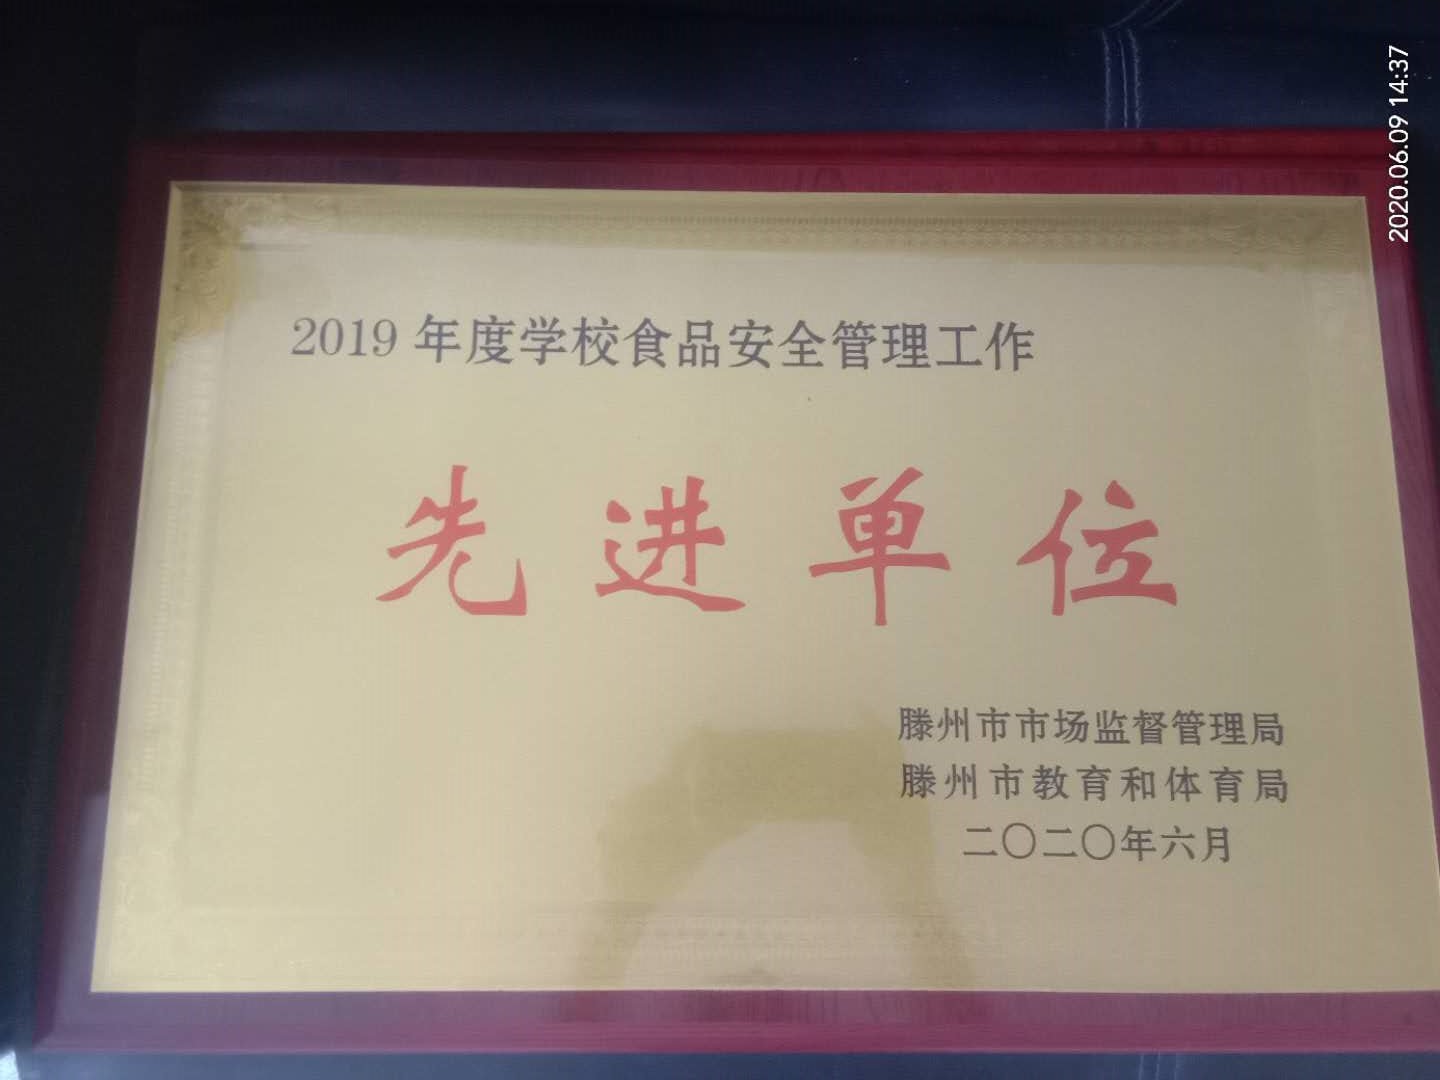 2020.06.09 14:37
2019 年度学校食品安全管理工作
先进单位
滕州市市场监督管理局
滕州市教育和体育局
二〇二〇年六月